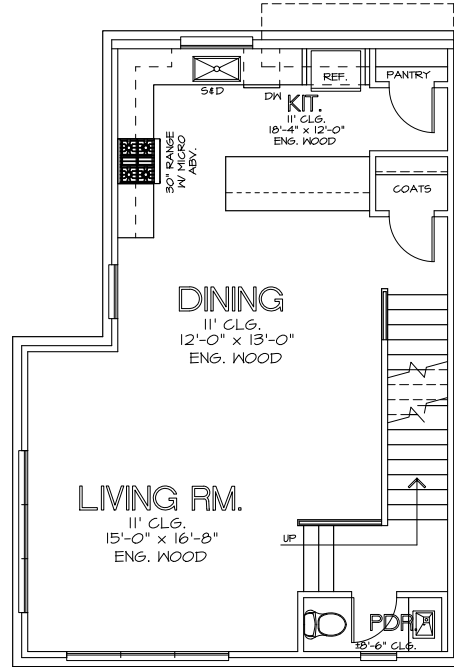 S&D
DW
REF.
PANTRY
KIT.
11' CLG.
18'-4" x 12'-0"
ENG. WOOD
30" RANGE
W/ MICRO
ABV.
COATS
DINING
11' CLG.
12'-0" x 13'-0"
ENG. WOOD
LIVING RM.
11' CLG.
15'-0" x 16'-8"
ENG. WOOD
UP
PDR.
±8'-6" CLG.